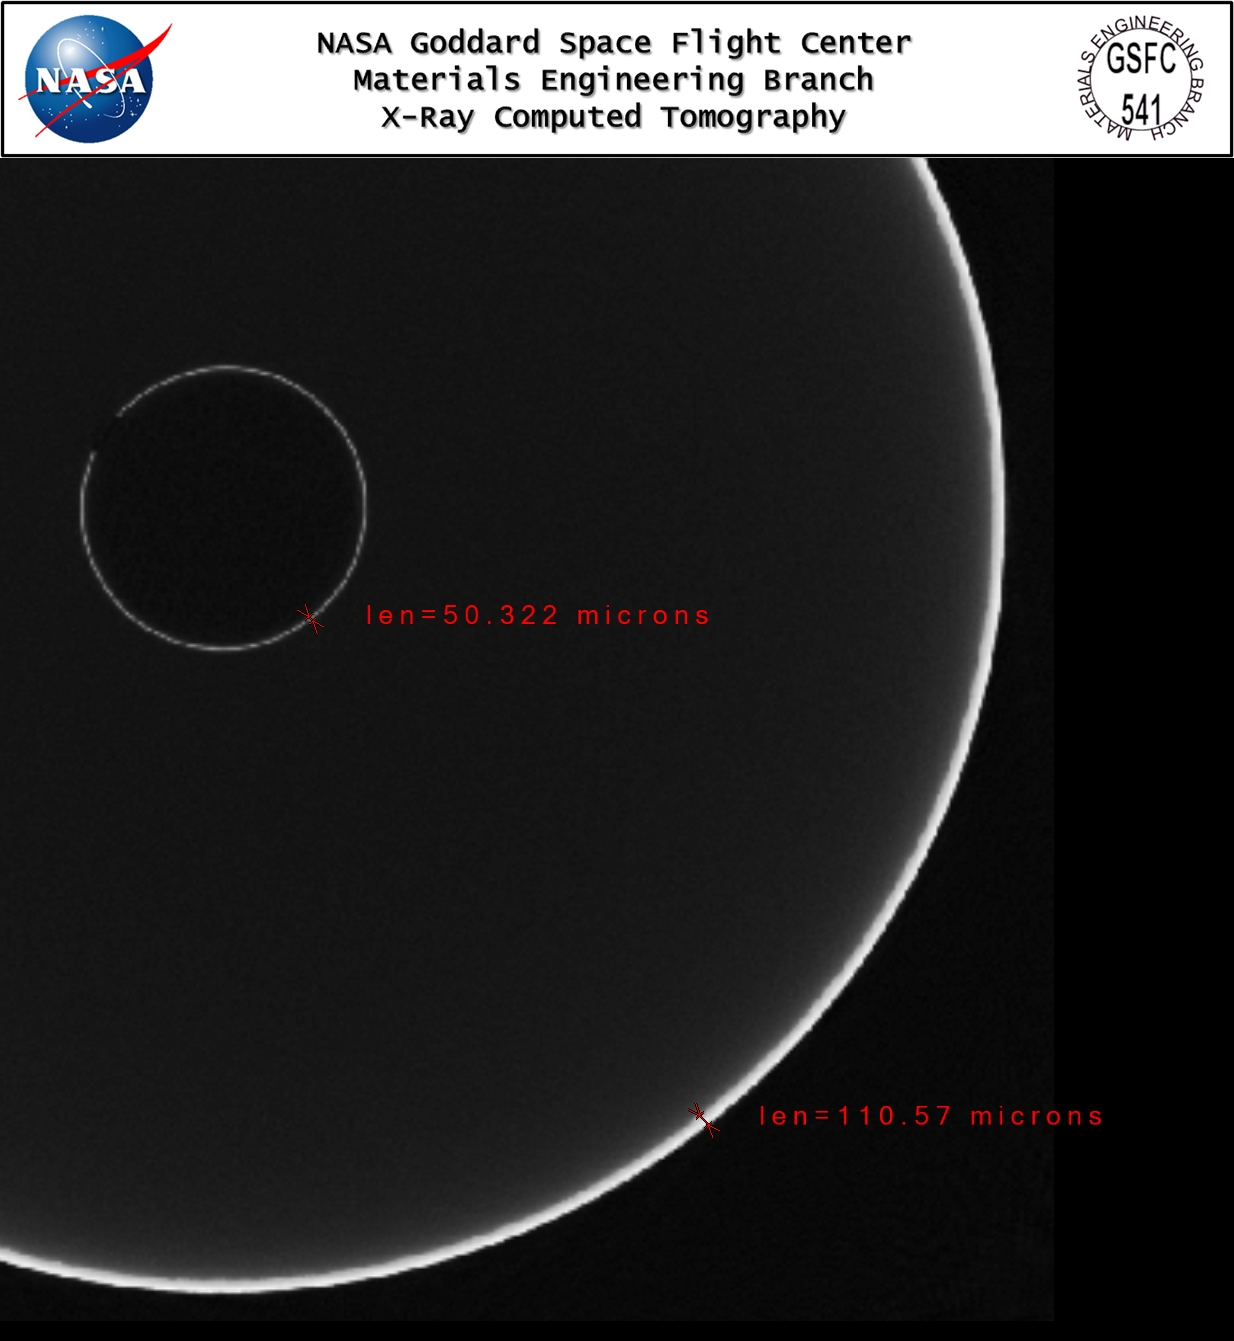 NASA
NASA Goddard Space Flight Center
Materials Engineering Branch
X-Ray Computed Tomography
MATERIALS ENGINEERING BRANCH
GSFC
541
len=50.322 microns
len=110.57 microns